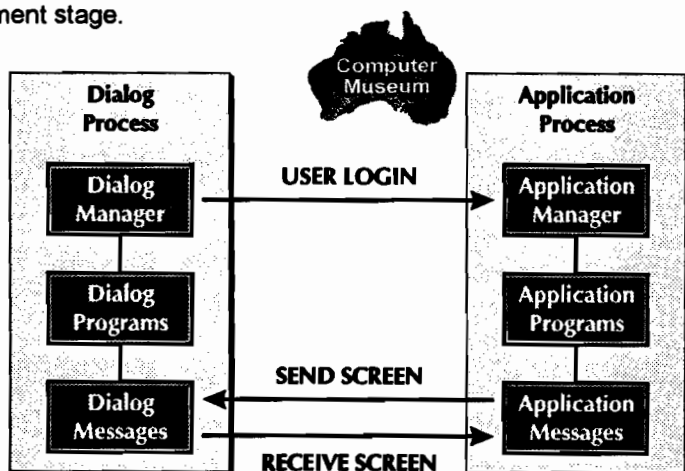 ment stage.
Computer
Museum
Dialog
Process
Application
Process
Dialog
Manager
USER LOGIN
Application
Manager
Dialog
Programs
Application
Programs
SEND SCREEN
Dialog
Messages
Application
Messages
RECEIVE SCREEN